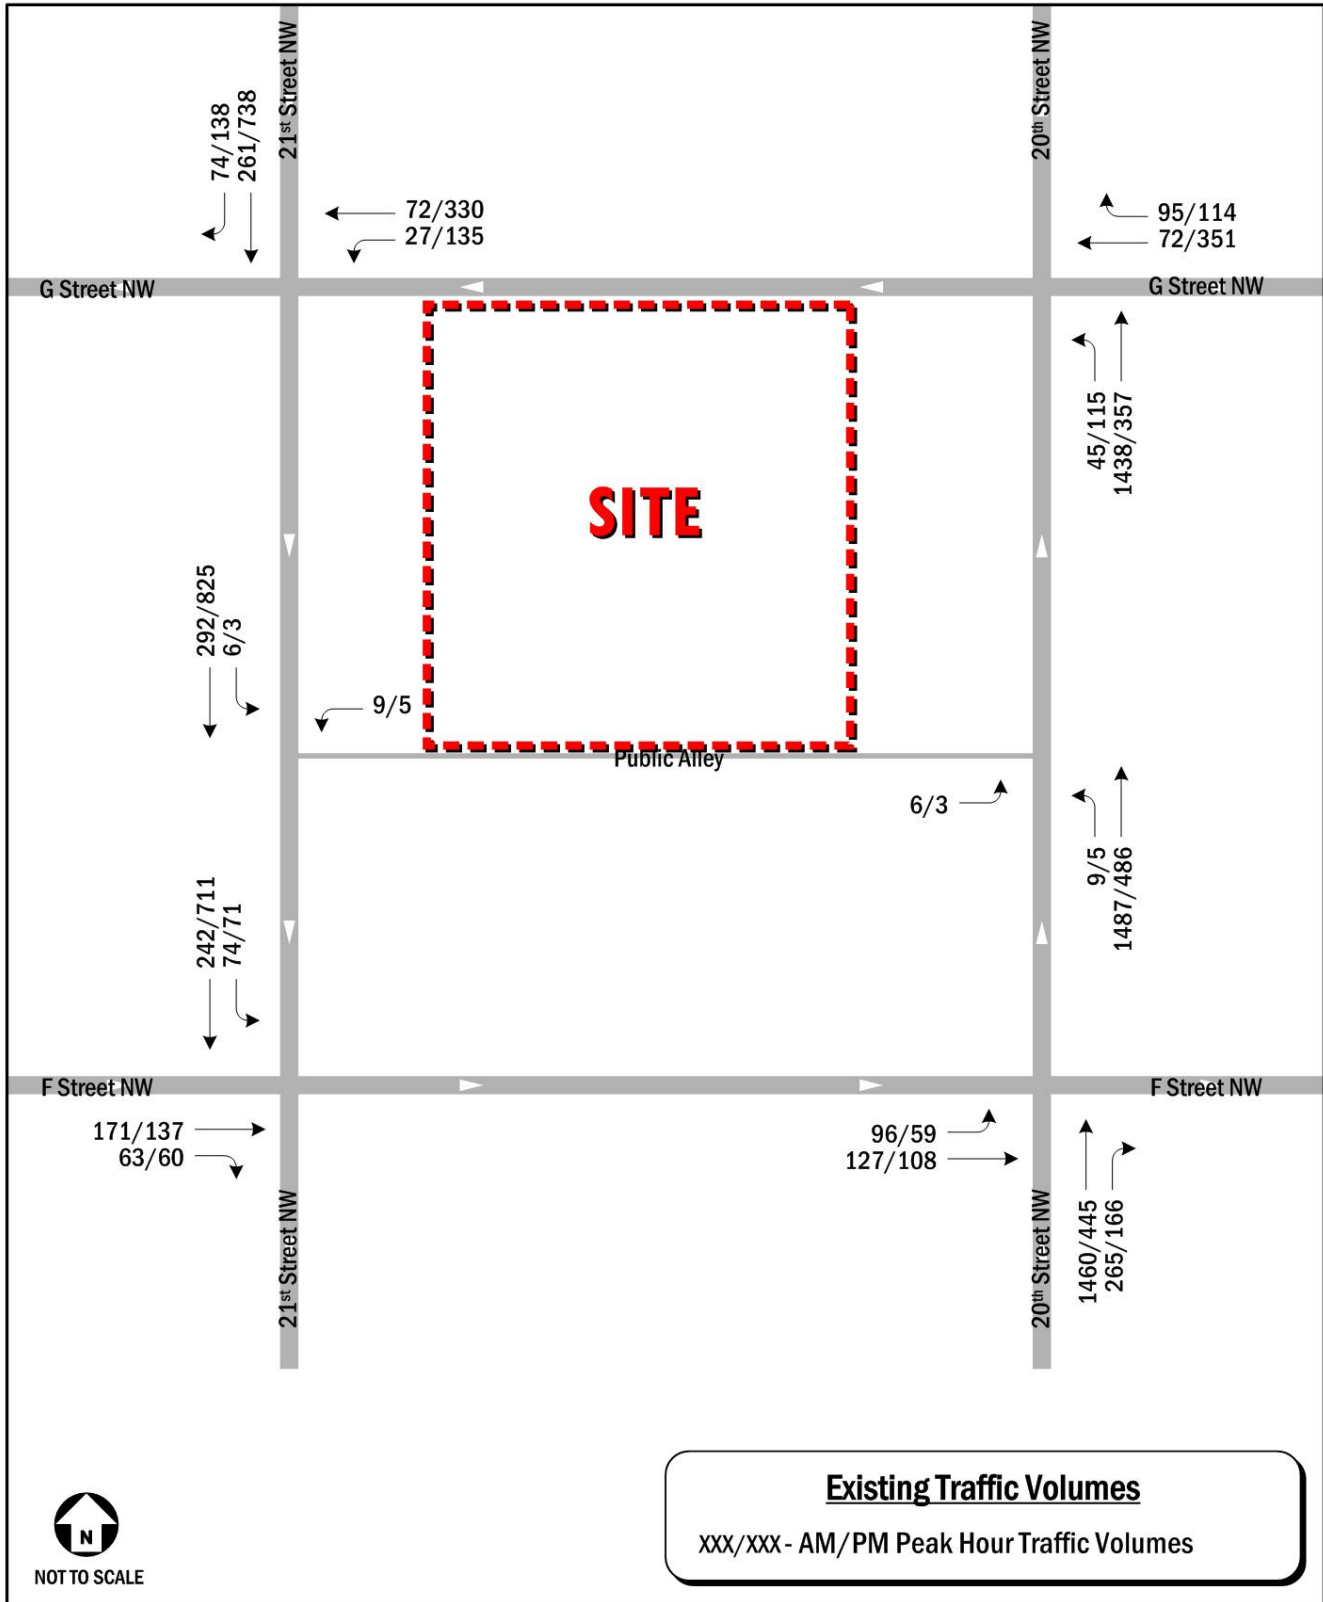 21st Street NW
20th Street NW
74/138
261/738
72/330
27/135
95/114
72/351
G Street NW
G Street NW
45/115
1438/357
SITE
292/825
6/3
9/5
Public Alley
6/3
9/5
1487/486
242/711
74/71
F Street NW
F Street NW
171/137
63/60
96/59
127/108
1460/445
265/166
21st Street NW
20th Street NW
Existing Traffic Volumes
XXX/XXX - AM/PM Peak Hour Traffic Volumes
N
NOT TO SCALE